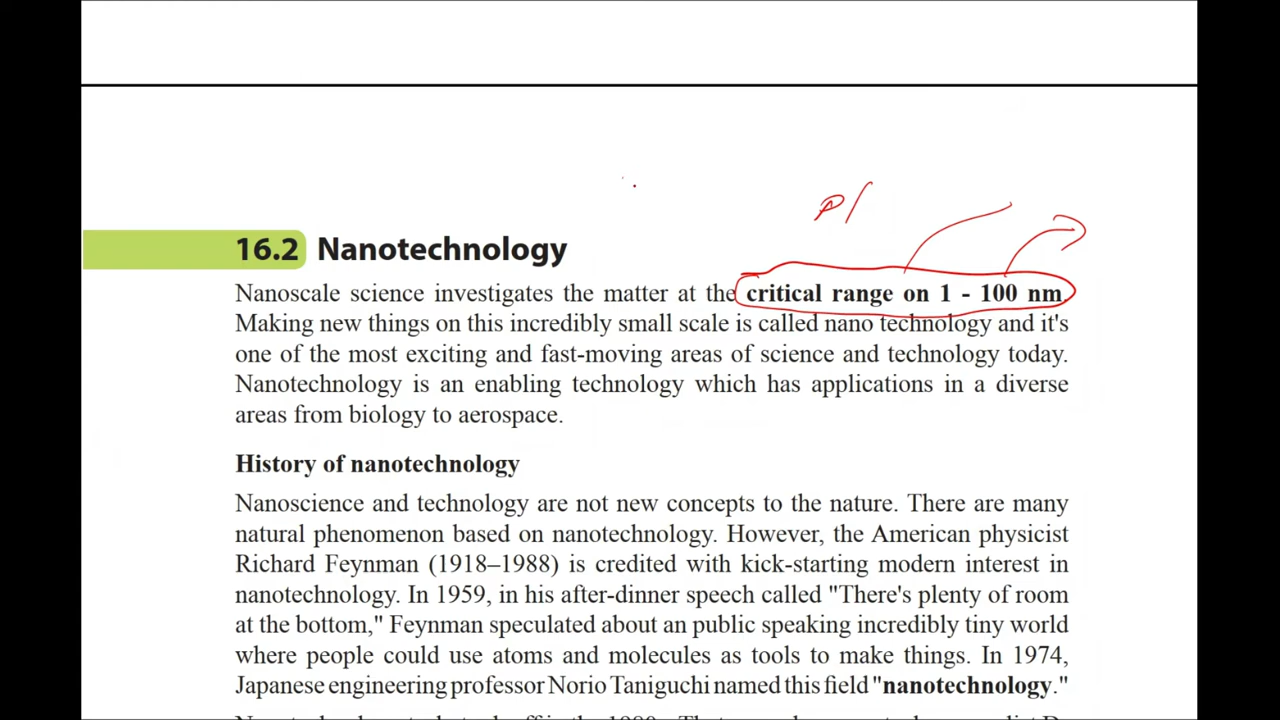 16.2 Nanotechnology
Nanoscale science investigates the matter at the critical range on 1 - 100 nm.
Making new things on this incredibly small scale is called nano technology and it's
one of the most exciting and fast-moving areas of science and technology today.
Nanotechnology is an enabling technology which has applications in a diverse
areas from biology to aerospace.
History of nanotechnology
Nanoscience and technology are not new concepts to the nature. There are many
natural phenomenon based on nanotechnology. However, the American physicist
Richard Feynman (1918–1988) is credited with kick-starting modern interest in
nanotechnology. In 1959, in his after-dinner speech called "There's plenty of room
at the bottom," Feynman speculated about an public speaking incredibly tiny world
where people could use atoms and molecules as tools to make things. In 1974,
Japanese engineering professor Norio Taniguchi named this field "nanotechnology."